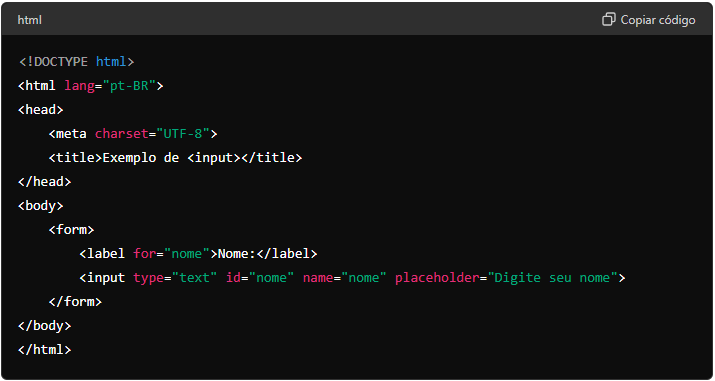 html
Copiar código
<!DOCTYPE html>
<html lang="pt-BR">
<head>
    <meta charset="UTF-8">
    <title>Exemplo de <input></title>
</head>
<body>
    <form>
        <label for="nome">Nome:</label>
        <input type="text" id="nome" name="nome" placeholder="Digite seu nome">
    </form>
</body>
</html>